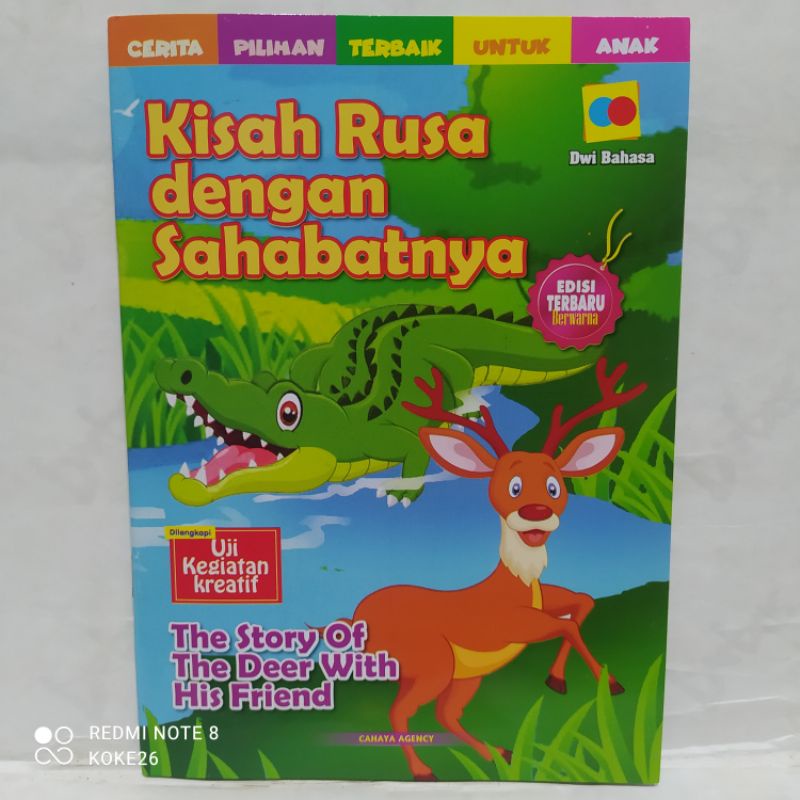 CERITA PILIHAN TERBAIK UNTUK ANAK
Kisah Rusa
dengan
Sahabatnya
Dwi Bahasa
EDISI
TERBARU
Berwarna
Dilengkapi
Uji
Kegiatan
kreatif
The Story Of
The Deer With
His Friend
CAHAYA AGENCY
REDMI NOTE 8
KOKE26